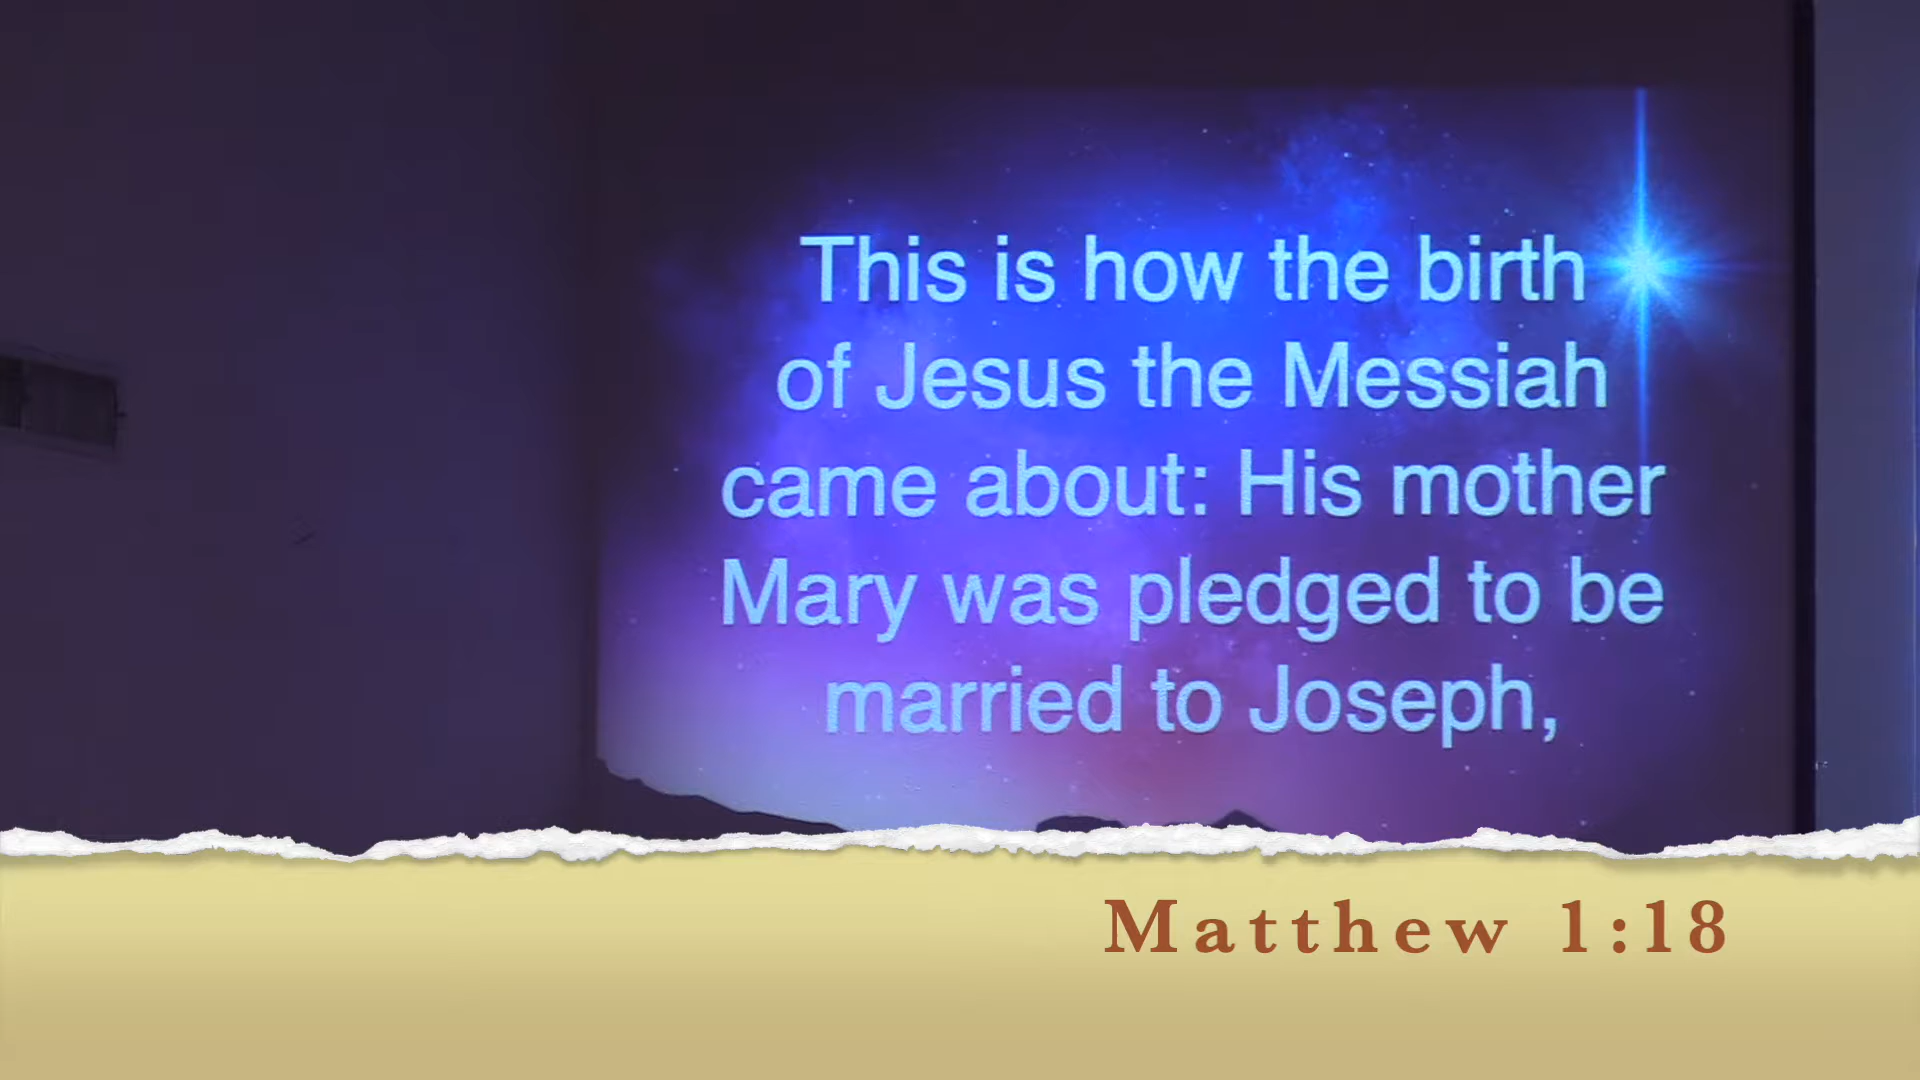 This is how the birth
of Jesus the Messiah
came about: His mother
Mary was pledged to be
married to Joseph,
Matthew 1:18